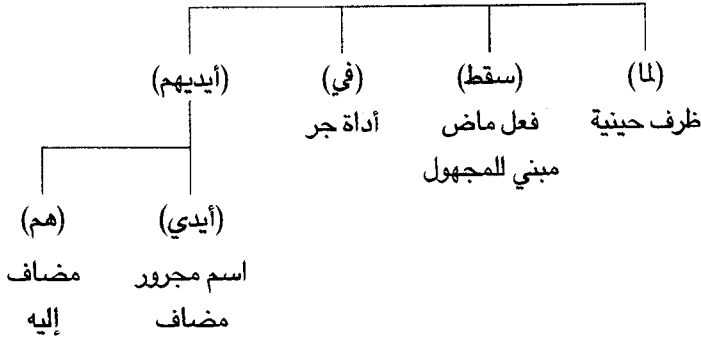 (لما) (سقط) (في) (أيديهم)
ظرف حينية فعل ماض أداة جر
مبني للمجهول
(أيدي) (هم)
اسم مجرور مضاف
مضاف إليه